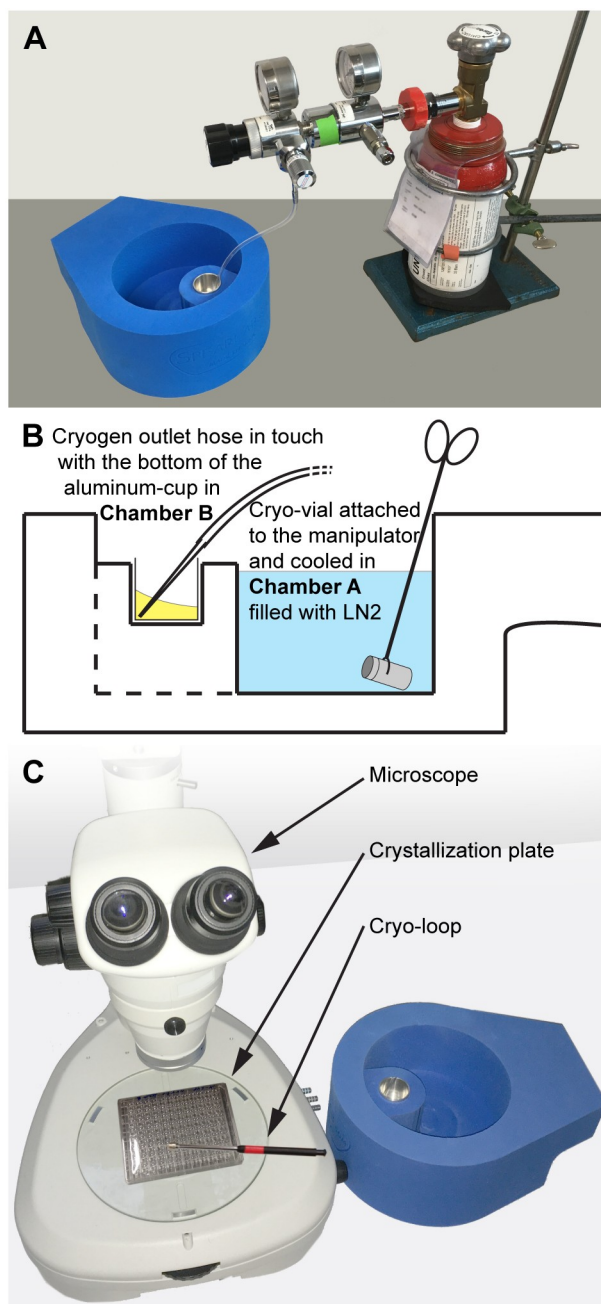 A
UN
B
Cryogen outlet hose in touch
with the bottom of the
aluminum-cup in
Chamber B
Cryo-vial attached
to the manipulator
and cooled in
Chamber A
filled with LN2
C
Microscope
Crystallization plate
Cryo-loop